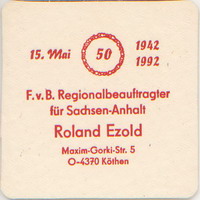 15. Mai 50 1942
1992
F.v.B. Regionalbeauftragter
für Sachsen-Anhalt
Roland Ezold
Maxim-Gorki-Str. 5
O-4370 Köthen